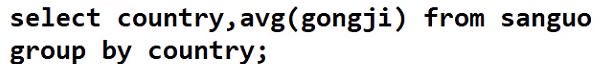 select country,avg(gongji) from sanguo
group by country;